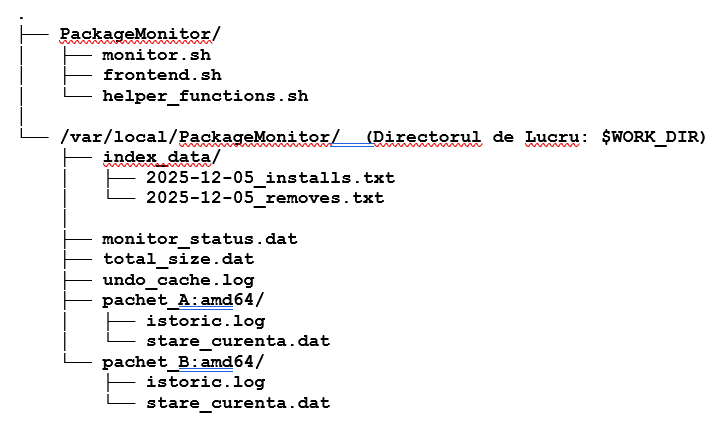 .
├── PackageMonitor/
│   ├── monitor.sh
│   ├── frontend.sh
│   └── helper_functions.sh
│
└── /var/local/PackageMonitor/  (Directorul de Lucru: $WORK_DIR)
    ├── index_data/
    │   ├── 2025-12-05_installs.txt
    │   └── 2025-12-05_removes.txt
    │
    ├── monitor_status.dat
    ├── total_size.dat
    ├── undo_cache.log
    ├── pachet_A:amd64/
    │   ├── istoric.log
    │   └── stare_curenta.dat
    └── pachet_B:amd64/
        ├── istoric.log
        └── stare_curenta.dat